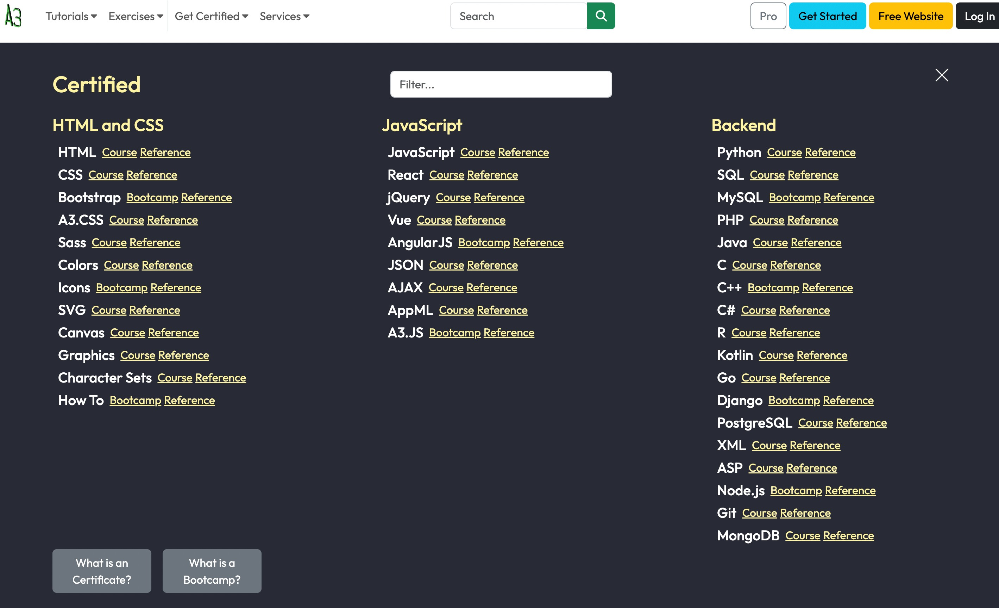 A3 Tutorials Exercises Get Certified Services Search Pro Get Started Free Website Log In
Certified
Filter...
HTML and CSS
HTML Course Reference
CSS Course Reference
Bootstrap Bootcamp Reference
A3.CSS Course Reference
Sass Course Reference
Colors Course Reference
Icons Bootcamp Reference
SVG Course Reference
Canvas Course Reference
Graphics Course Reference
Character Sets Course Reference
How To Bootcamp Reference
JavaScript
JavaScript Course Reference
React Course Reference
jQuery Course Reference
Vue Course Reference
AngularJS Bootcamp Reference
JSON Course Reference
AJAX Course Reference
AppML Course Reference
A3.JS Bootcamp Reference
Backend
Python Course Reference
SQL Course Reference
MySQL Bootcamp Reference
PHP Course Reference
Java Course Reference
C Course Reference
C++ Bootcamp Reference
C# Course Reference
R Course Reference
Kotlin Course Reference
Go Course Reference
Django Bootcamp Reference
PostgreSQL Course Reference
XML Course Reference
ASP Course Reference
Node.js Bootcamp Reference
Git Course Reference
MongoDB Course Reference
What is an
Certificate?
What is a
Bootcamp?